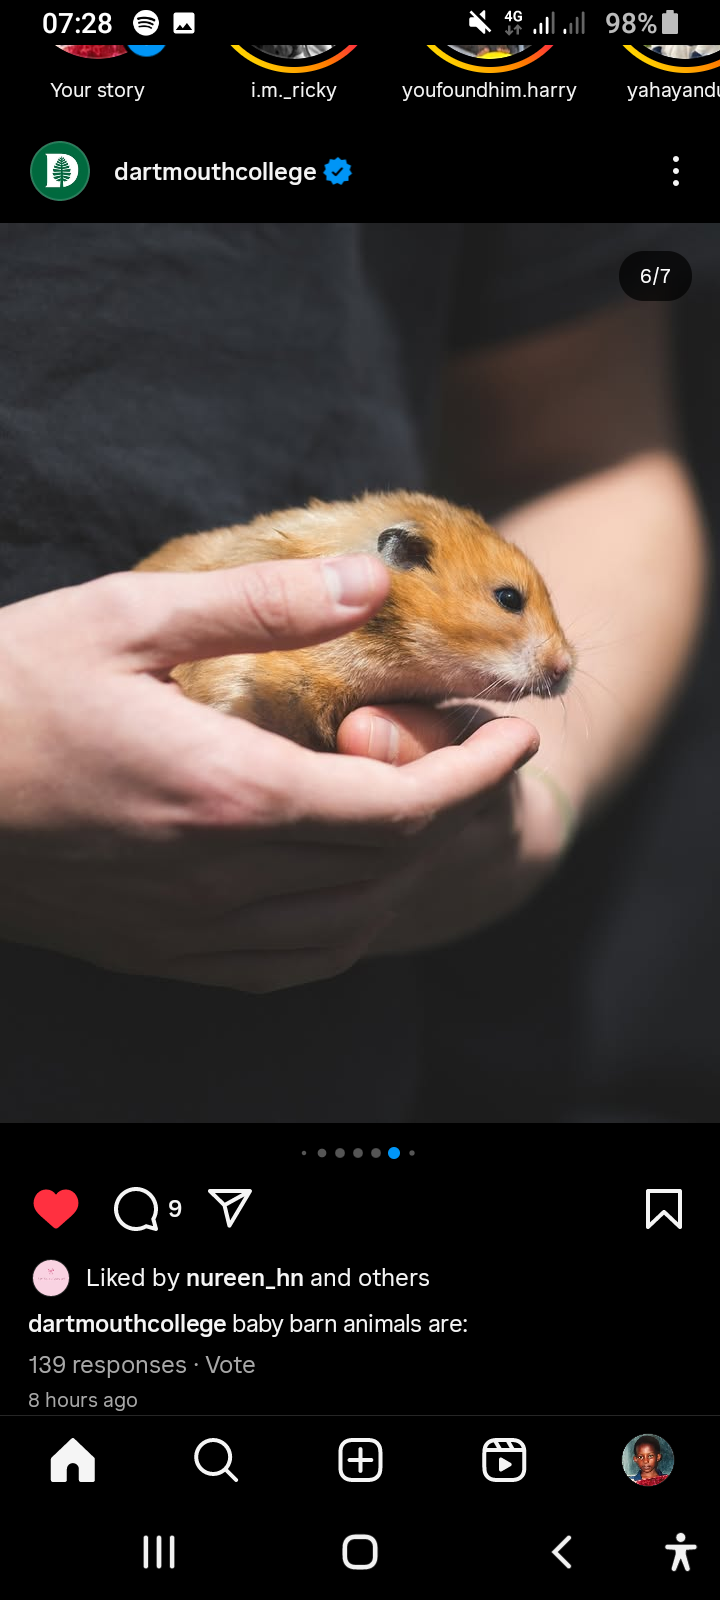 07:28 4G 98%
Your story i.m._ricky youfoundhim.harry yahayandu
D dartmouthcollege
6/7
9
Liked by nureen_hn and others
dartmouthcollege baby barn animals are:
139 responses · Vote
8 hours ago